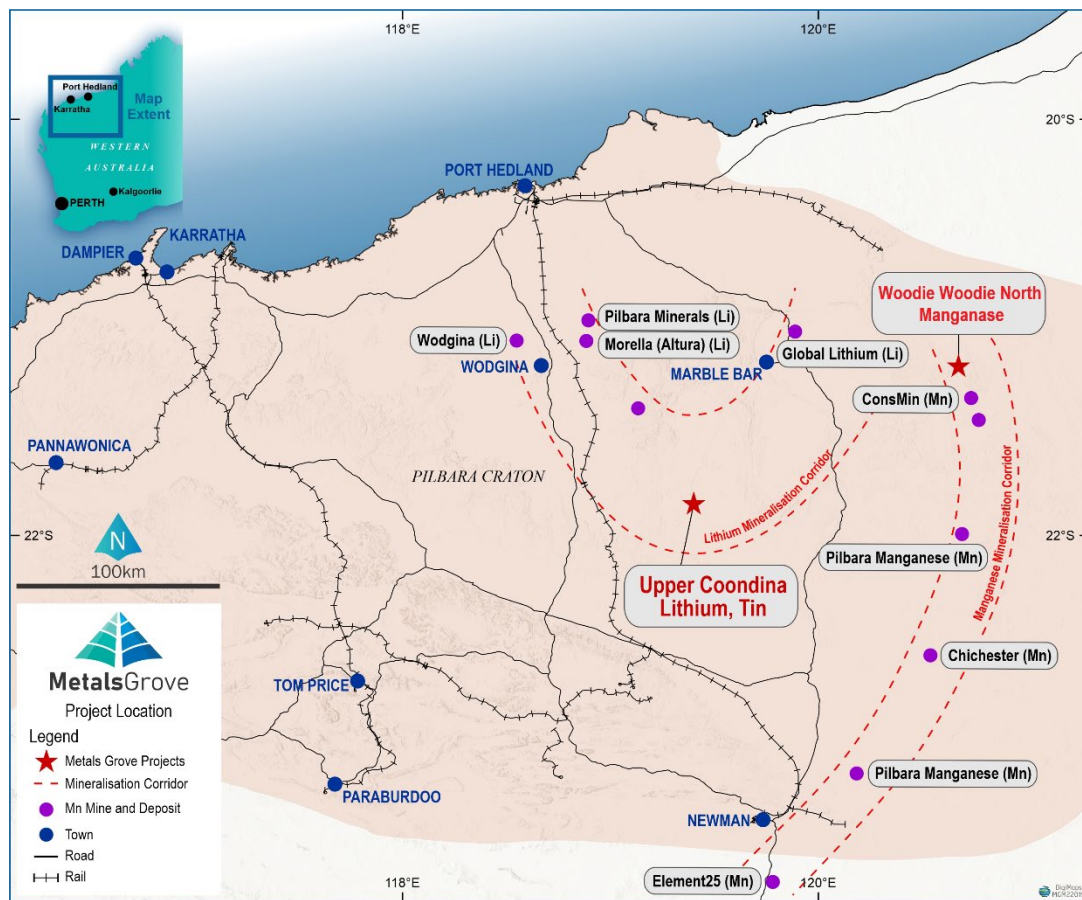 118°E
120°E
Port Hedland
Karratha
Map
Extent
WESTERN
AUSTRALIA
Kalgoorlie
PERTH
20°S
20°S
PORT HEDLAND
KARRATHA
DAMPIER
Woodie Woodie North
Manganase
Pilbara Minerals (Li)
Wodgina (Li)
Morella (Altura) (Li)
Global Lithium (Li)
WODGINA
MARBLE BAR
ConsMin (Mn)
PANNAWONICA
PILBARA CRATON
Lithium Mineralisation Corridor
Manganese Mineralisation Corridor
22°S
22°S
N
100km
Pilbara Manganese (Mn)
Upper Coondina
Lithium, Tin
Chichester (Mn)
TOM PRICE
Pilbara Manganese (Mn)
PARABURDOO
NEWMAN
Element25 (Mn)
MetalsGrove
Project Location
Legend
Metals Grove Projects
Mineralisation Corridor
Mn Mine and Deposit
Town
Road
Rail
118°E
120°E
DigiMaps